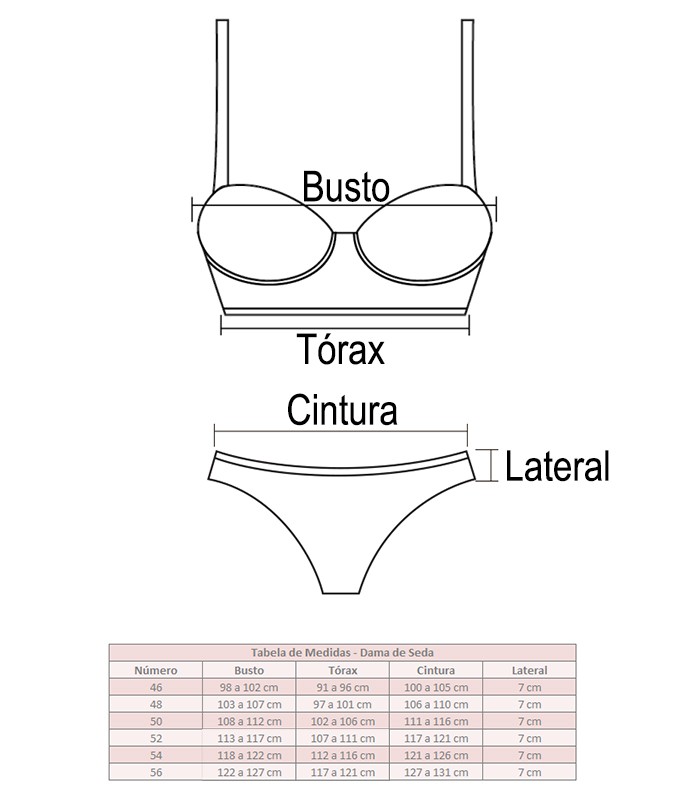 Busto
Tórax
Cintura
Lateral
Tabela de Medidas - Dama de Seda
Número Busto Tórax Cintura Lateral
46 98 a 102 cm 91 a 96 cm 100 a 105 cm 7 cm
48 103 a 107 cm 97 a 101 cm 106 a 110 cm 7 cm
50 108 a 112 cm 102 a 106 cm 111 a 116 cm 7 cm
52 113 a 117 cm 107 a 111 cm 117 a 121 cm 7 cm
54 118 a 122 cm 112 a 116 cm 121 a 126 cm 7 cm
56 122 a 127 cm 117 a 121 cm 127 a 131 cm 7 cm